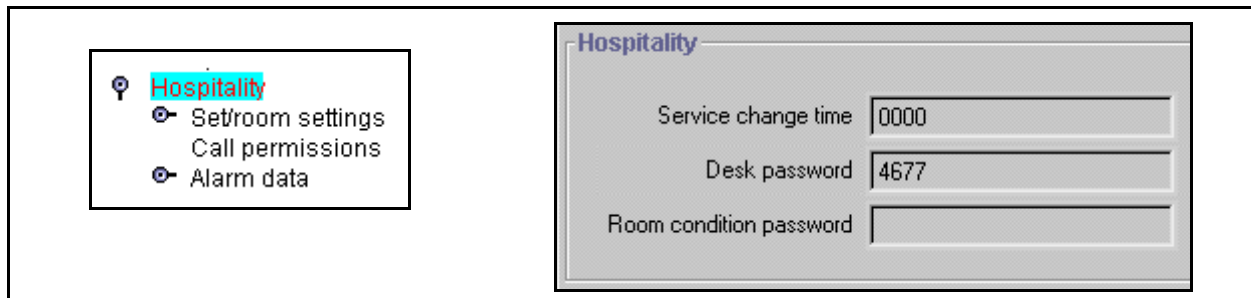 Hospitality
Set/room settings
Call permissions
Alarm data
Hospitality
Service change time 0000
Desk password 4677
Room condition password